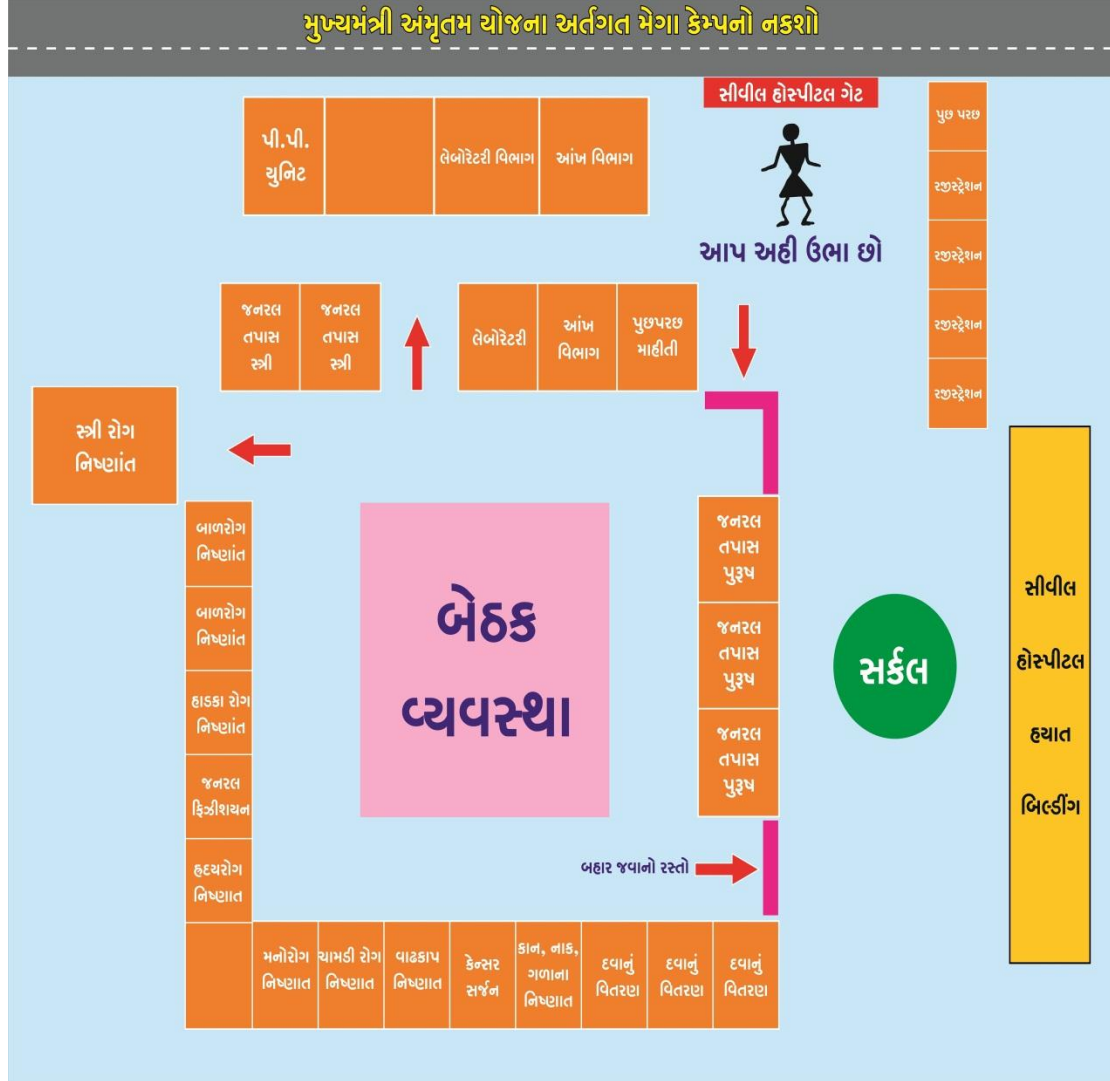 મુખ્યમંત્રી અંમૃતમ યોજના અર્તગત મેગા કેમ્પનો નકશો
સીવીલ હોસ્પીટલ ગેટ
પી.પી.
યુનિટ
લેબોરેટરી વિભાગ
આંખ વિભાગ
આપ અહી ઉભા છો
પુછ પરછ
રજીસ્ટ્રેશન
રજીસ્ટ્રેશન
રજીસ્ટ્રેશન
રજીસ્ટ્રેશન
જનરલ
તપાસ
સ્ત્રી
જનરલ
તપાસ
સ્ત્રી
લેબોરેટરી
આંખ
વિભાગ
પુછપરછ
માહીતી
સ્ત્રી રોગ
નિષ્ણાંત
બાળરોગ
નિષ્ણાંત
બાળરોગ
નિષ્ણાંત
હાડકા રોગ
નિષ્ણાંત
જનરલ
ફિઝીશયન
હ્રદયરોગ
નિષ્ણાત
બેઠક
વ્યવસ્થા
જનરલ
તપાસ
પુરૂષ
જનરલ
તપાસ
પુરૂષ
જનરલ
તપાસ
પુરૂષ
સર્કલ
સીવીલ
હોસ્પીટલ
હયાત
બિલ્ડીંગ
બહાર જવાનો રસ્તો
મનોરોગ
નિષ્ણાત
ચામડી રોગ
નિષ્ણાત
વાઢકાપ
નિષ્ણાત
કેન્સર
સર્જન
કાન, નાક,
ગળાના
નિષ્ણાત
દવાનું
વિતરણ
દવાનું
વિતરણ
દવાનું
વિતરણ